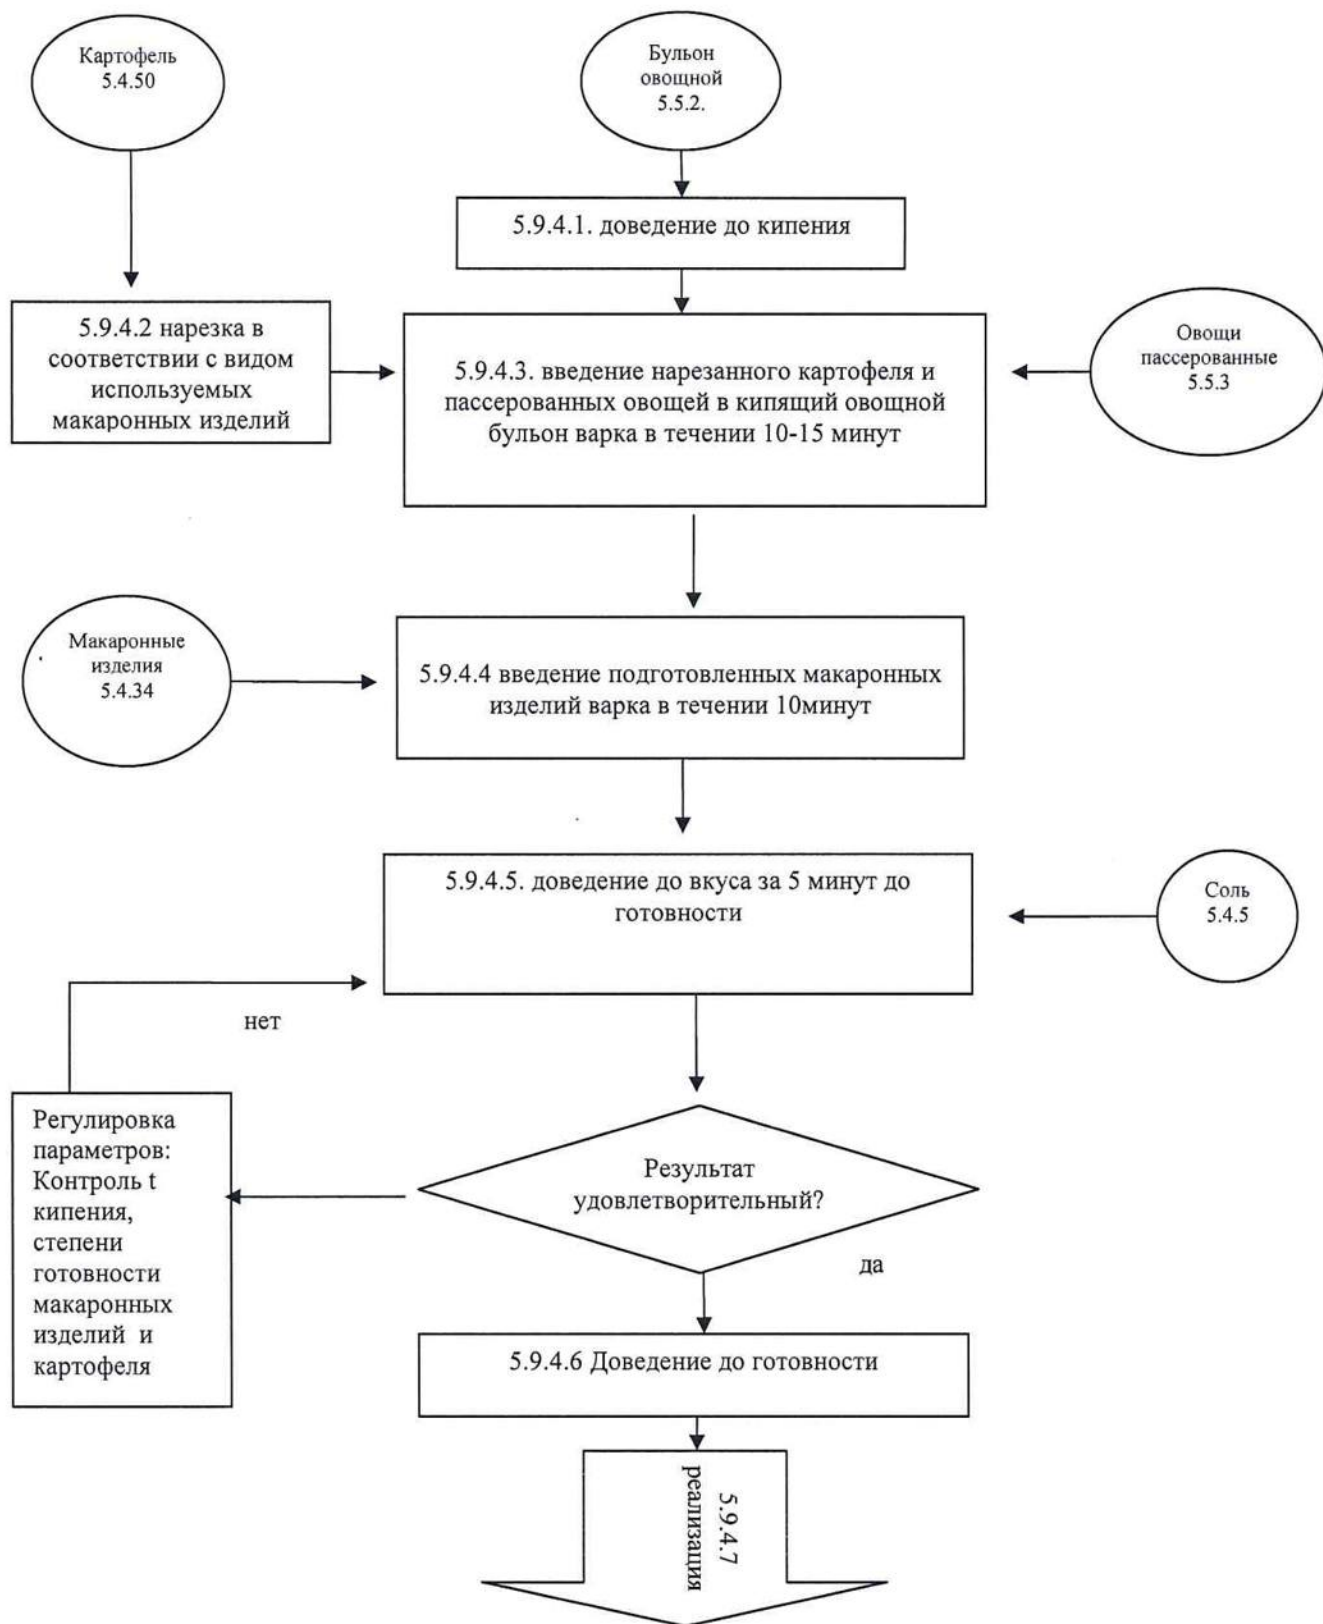 Картофель
5.4.50
Бульон
овощной
5.5.2.
5.9.4.1. доведение до кипения
5.9.4.2 нарезка в
соответствии с видом
используемых
макаронных изделий
5.9.4.3. введение нарезанного картофеля и
пассерованных овощей в кипящий овощной
бульон варка в течении 10-15 минут
Овощи
пассерованные
5.5.3
Макаронные
изделия
5.4.34
5.9.4.4 введение подготовленных макаронных
изделий варка в течении 10минут
5.9.4.5. доведение до вкуса за 5 минут до
готовности
Соль
5.4.5
нет
Регулировка
параметров:
Контроль t
кипения,
степени
готовности
макаронных
изделий и
картофеля
Результат
удовлетворительный?
да
5.9.4.6 Доведение до готовности
5.9.4.7
реализация